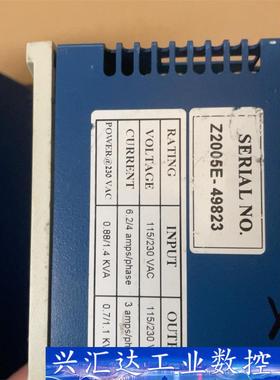 SERIAL NO.
Z2005E-49823
RATING INPUT
VOLTAGE 115/230 VAC 115/230
CURRENT 6.2/4 amps/phase 3 amps/phase
POWER@230 VAC 0.88/1.4 KVA 0.7/1.1 KVA
兴汇达工业数控